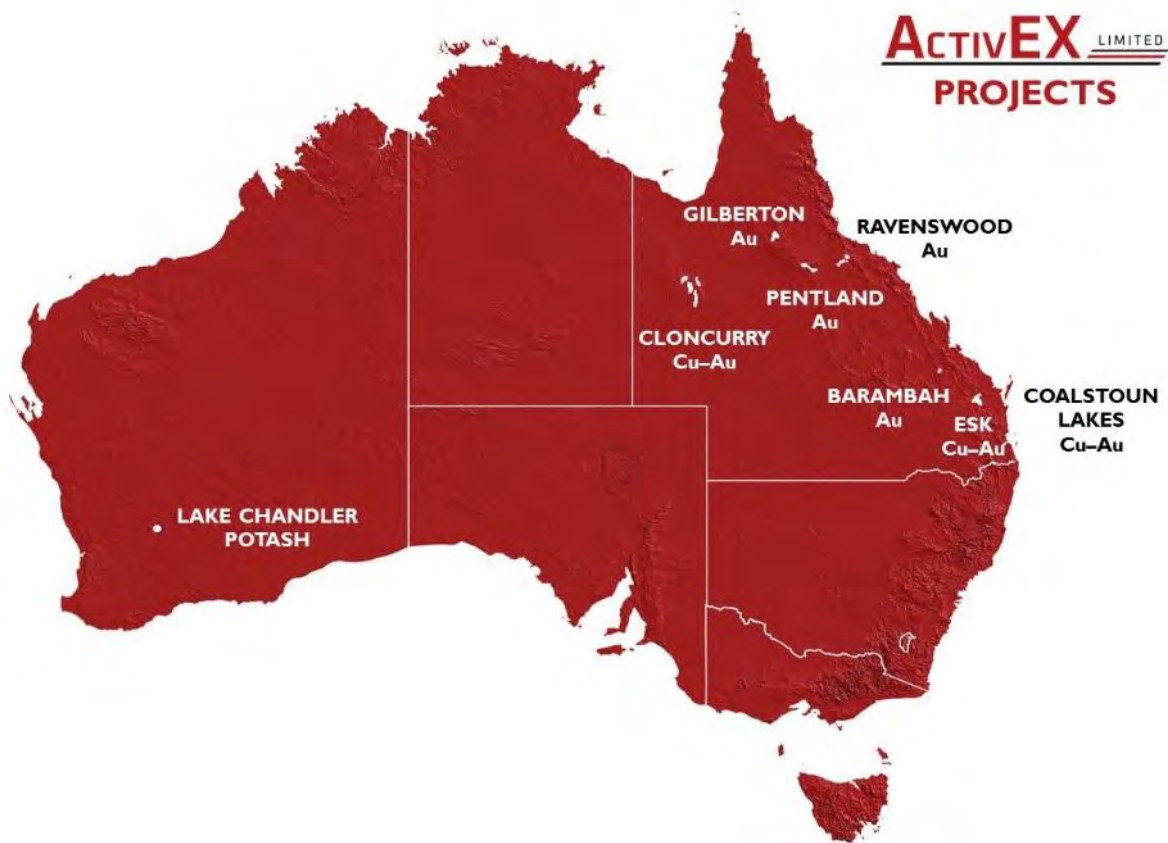 ACTIVEX LIMITED
PROJECTS
GILBERTON
Au
RAVENSWOOD
Au
PENTLAND
Au
CLONCURRY
Cu–Au
BARAMBAH
Au
ESK
Cu–Au
COALSTOUN
LAKES
Cu–Au
LAKE CHANDLER
POTASH